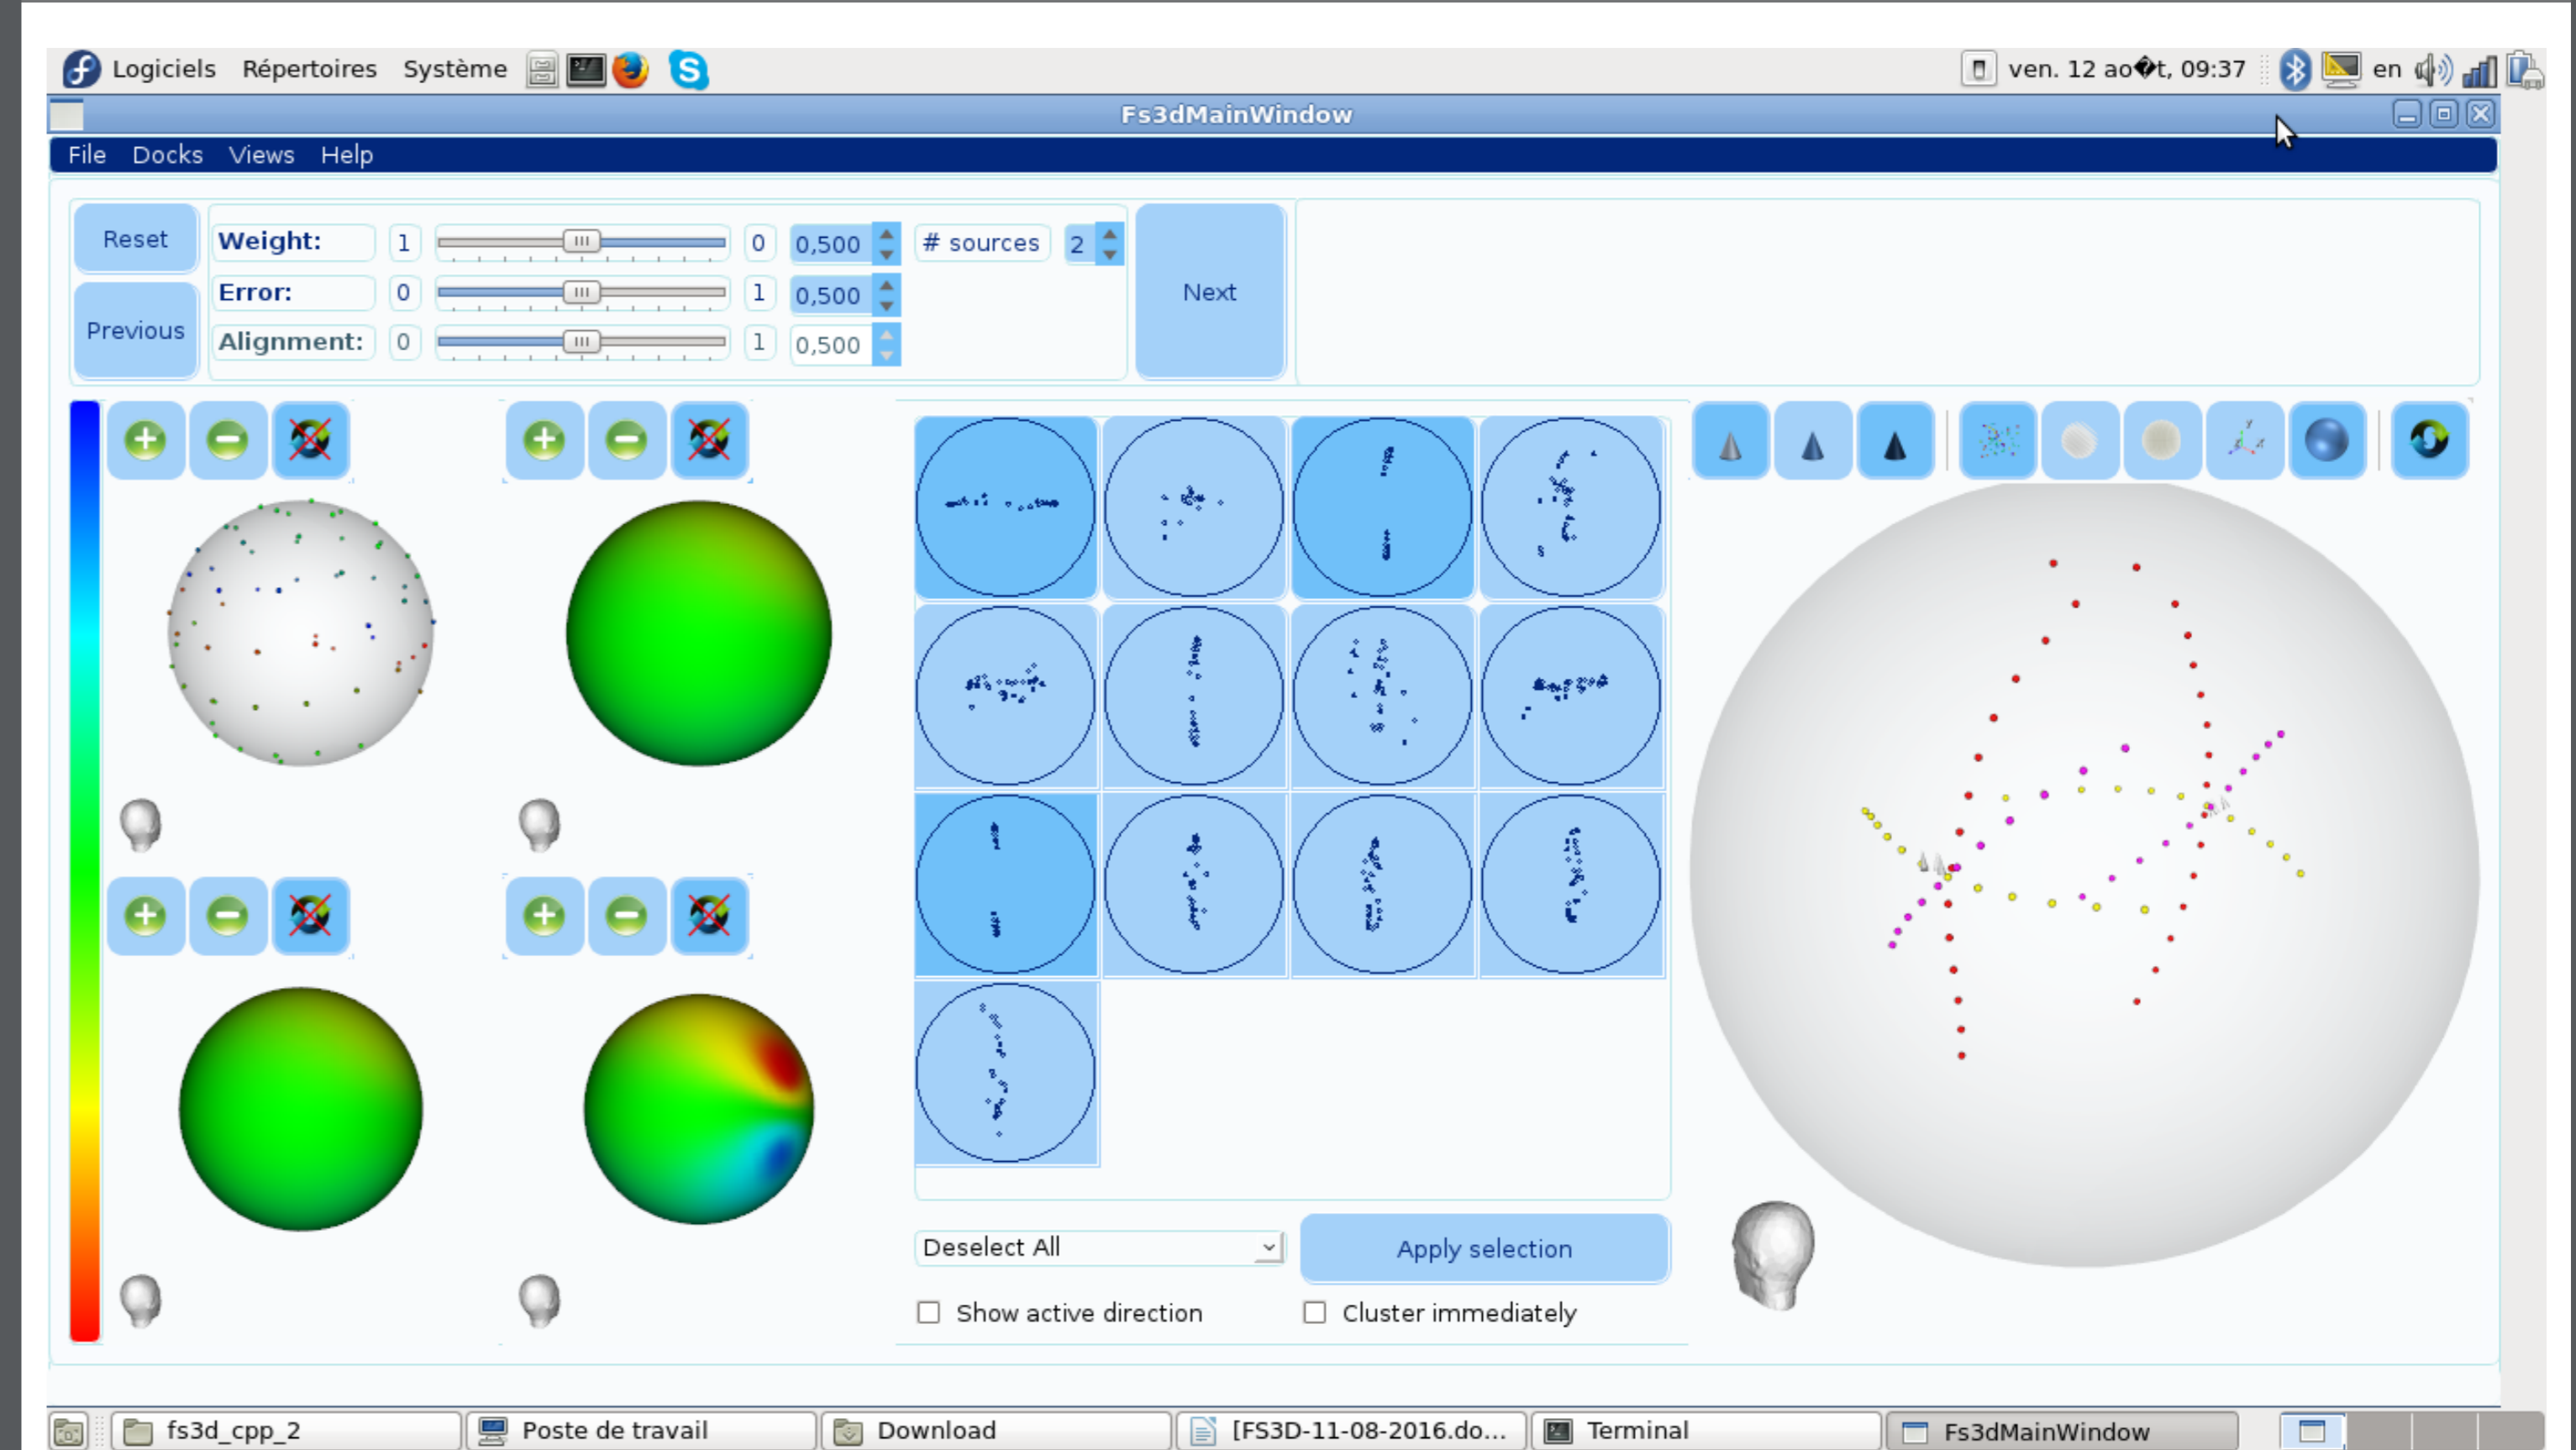 Logiciels Répertoires Système
ven. 12 ao�t, 09:37 en
Fs3dMainWindow
File Docks Views Help
Reset
Previous
Weight: 1 0 0,500 # sources 2
Error: 0 1 0,500
Alignment: 0 1 0,500
Next
Deselect All
Apply selection
Show active direction
Cluster immediately
fs3d_cpp_2
Poste de travail
Download
[FS3D-11-08-2016.do...
Terminal
Fs3dMainWindow